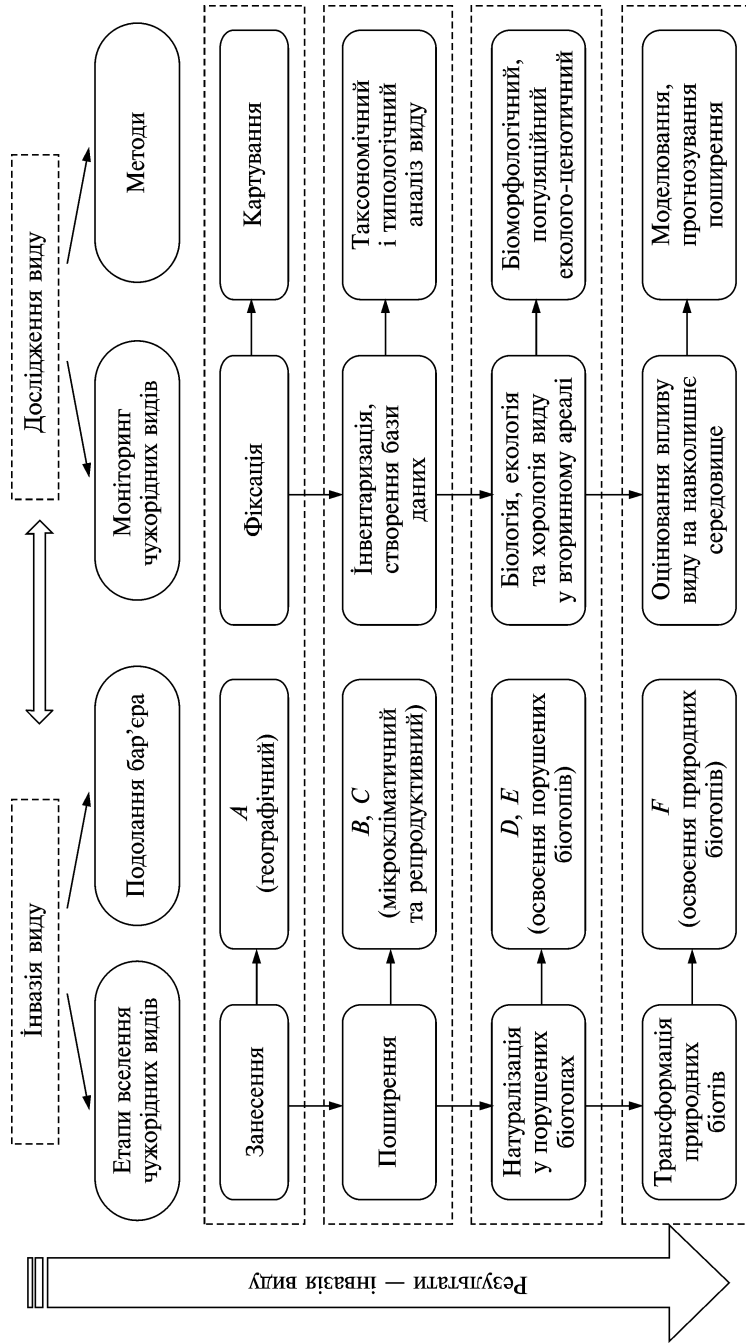 Інвазія виду
Дослідження виду
Етапи вселення
чужорідних видів
Подолання бар'єра
Моніторинг
чужорідних видів
Методи
Занесення
A
(географічний)
Фіксація
Картування
Поширення
B, C
(мікрокліматичний
та репродуктивний)
Інвентаризація,
створення бази
даних
Таксономічний
і типологічний
аналіз виду
Натуралізація
у порушених
біотопах
D, E
(освоєння порушених
біотопів)
Біологія, екологія
та хорологія виду
у вторинному ареалі
Біоморфологічний,
популяційний
еколого-ценотичний
Трансформація
природних
біотів
F
(освоєння природних
біотопів)
Оцінювання впливу
виду на навколишнє
середовище
Моделювання,
прогнозування
поширення
Результати — інвазія виду